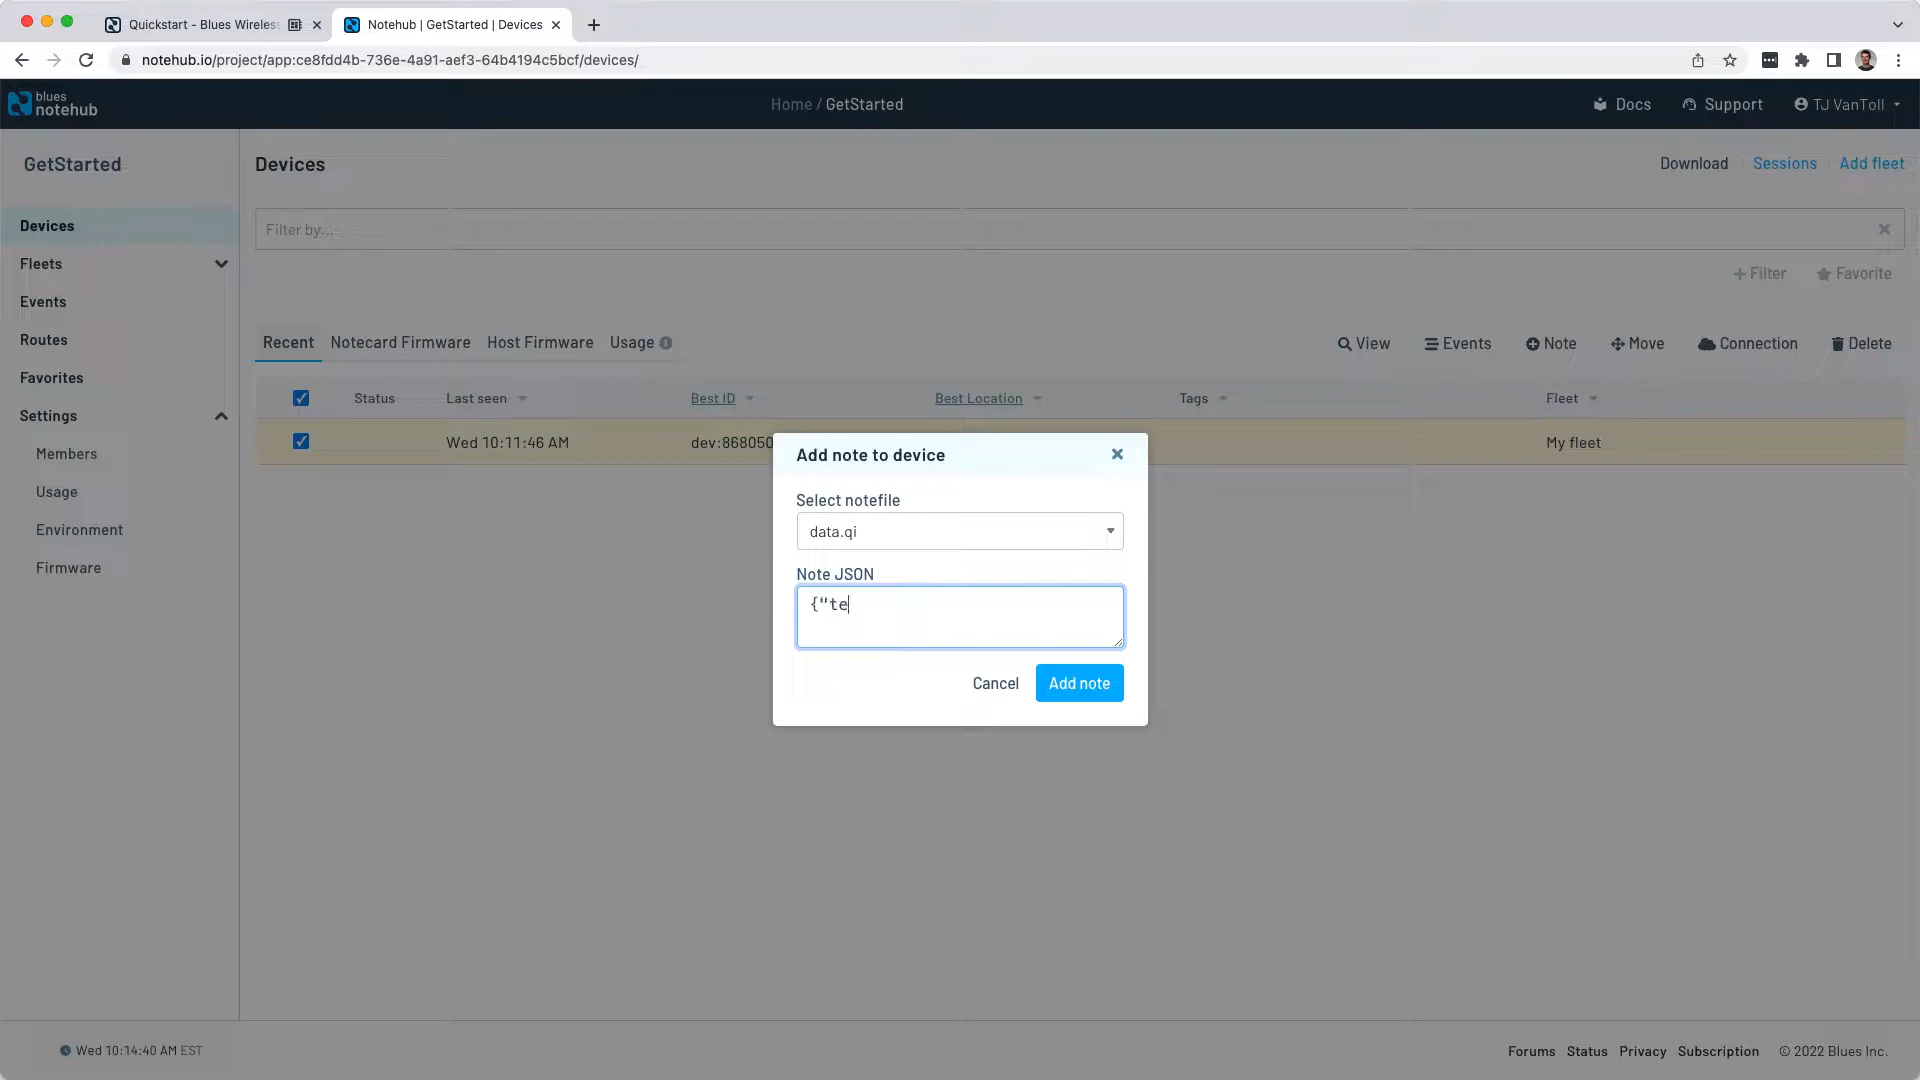 Quickstart - Blues Wireles
Notehub | GetStarted | Devices
notehub.io/project/app:ce8fdd4b-736e-4a91-aef3-64b4194c5bcf/devices/
blues
notehub
Home / GetStarted
Docs
Support
TJ VanToll
GetStarted
Devices
Fleets
Events
Routes
Favorites
Settings
Members
Usage
Environment
Firmware
Devices
Download
Sessions
Add fleet
Filter by...
Filter
Favorite
Recent
Notecard Firmware
Host Firmware
Usage
View
Events
Note
Move
Connection
Delete
Status
Last seen
Best ID
Best Location
Tags
Fleet
Wed 10:11:46 AM
dev:868050
My fleet
Add note to device
Select notefile
data.qi
Note JSON
{"te
Cancel
Add note
Wed 10:14:40 AM EST
Forums
Status
Privacy
Subscription
© 2022 Blues Inc.